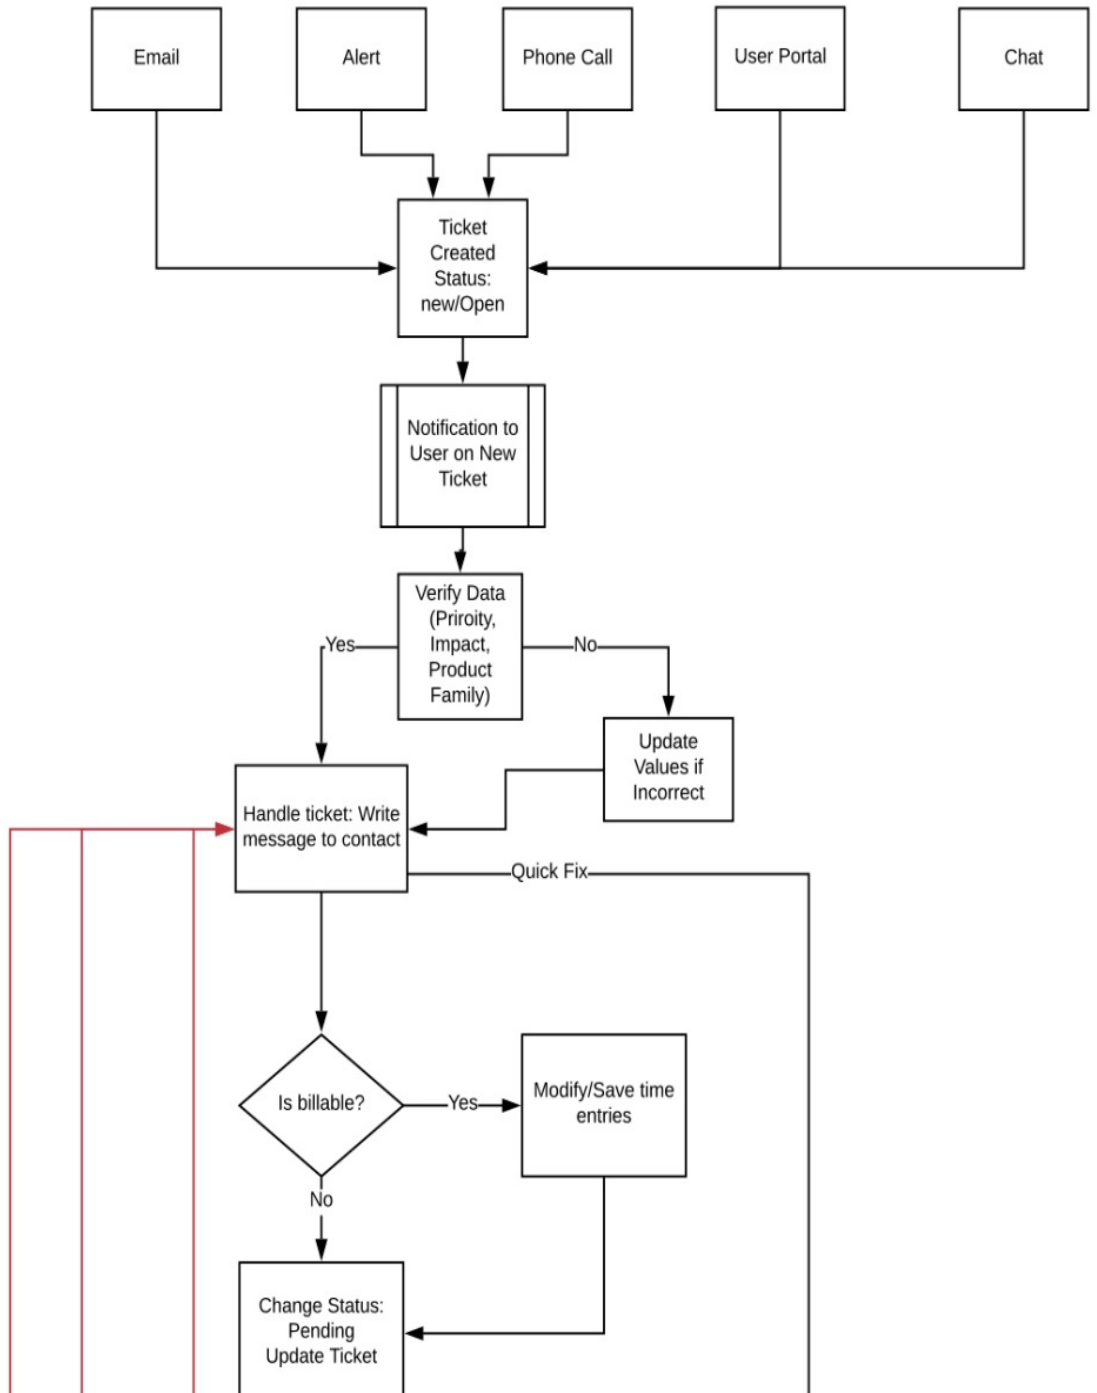 Email
Alert
Phone Call
User Portal
Chat
Ticket
Created
Status:
new/Open
Notification to
User on New
Ticket
Verify Data
(Priroity,
Impact,
Product
Family)
Yes
No
Update
Values if
Incorrect
Handle ticket: Write
message to contact
Quick Fix
Is billable?
Yes
Modify/Save time
entries
No
Change Status:
Pending
Update Ticket